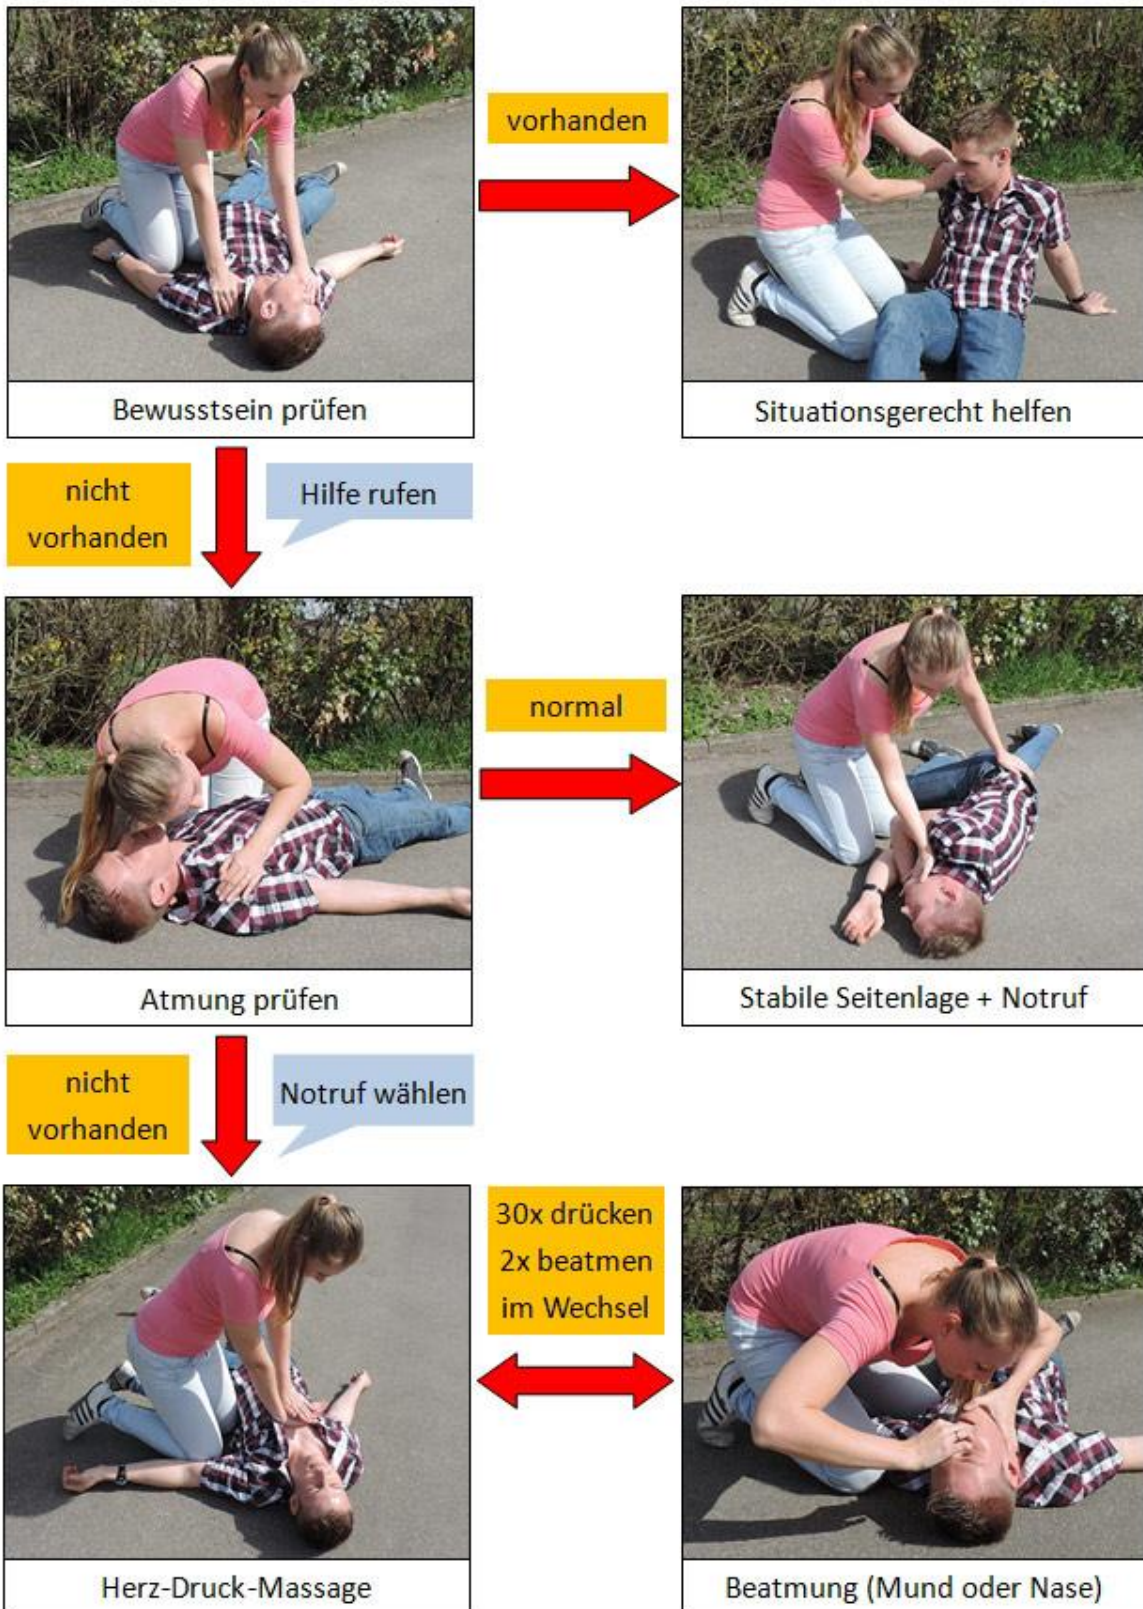 vorhanden
Bewusstsein prüfen
Situationsgerecht helfen
nicht
vorhanden
Hilfe rufen
normal
Atmung prüfen
Stabile Seitenlage + Notruf
nicht
vorhanden
Notruf wählen
30x drücken
2x beatmen
im Wechsel
Herz-Druck-Massage
Beatmung (Mund oder Nase)